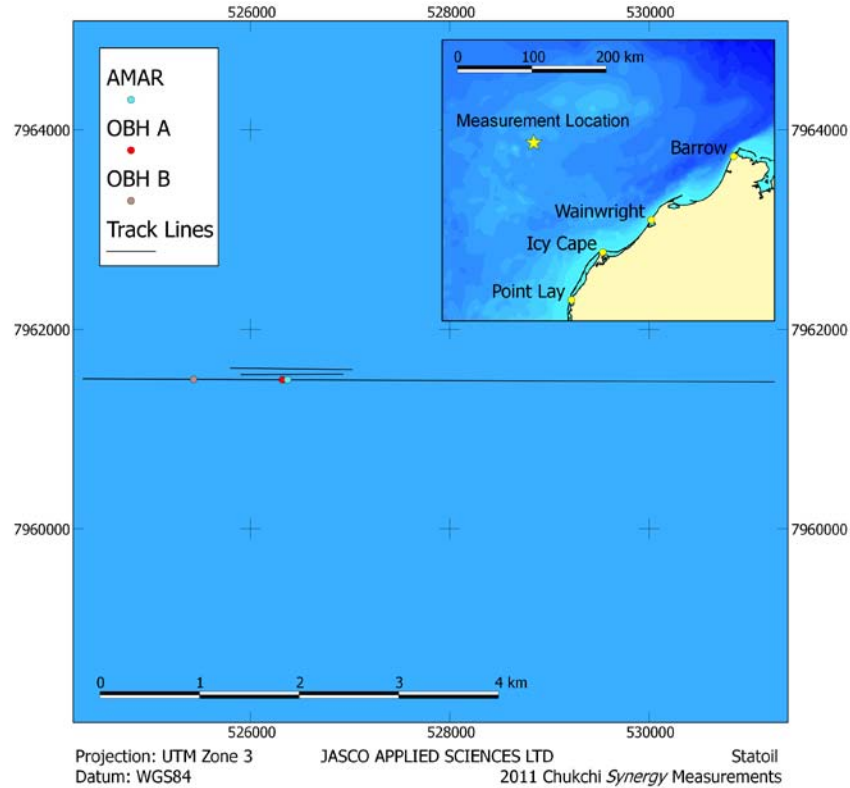 526000 528000 530000
AMAR
OBH A
OBH B
Track Lines
0 100 200 km
Measurement Location
Barrow
Wainwright
Icy Cape
Point Lay
7964000 7964000
7962000 7962000
7960000 7960000
0 1 2 3 4 km
526000 528000 530000
Projection: UTM Zone 3 JASCO APPLIED SCIENCES LTD Statoil
Datum: WGS84 2011 Chukchi Synergy Measurements